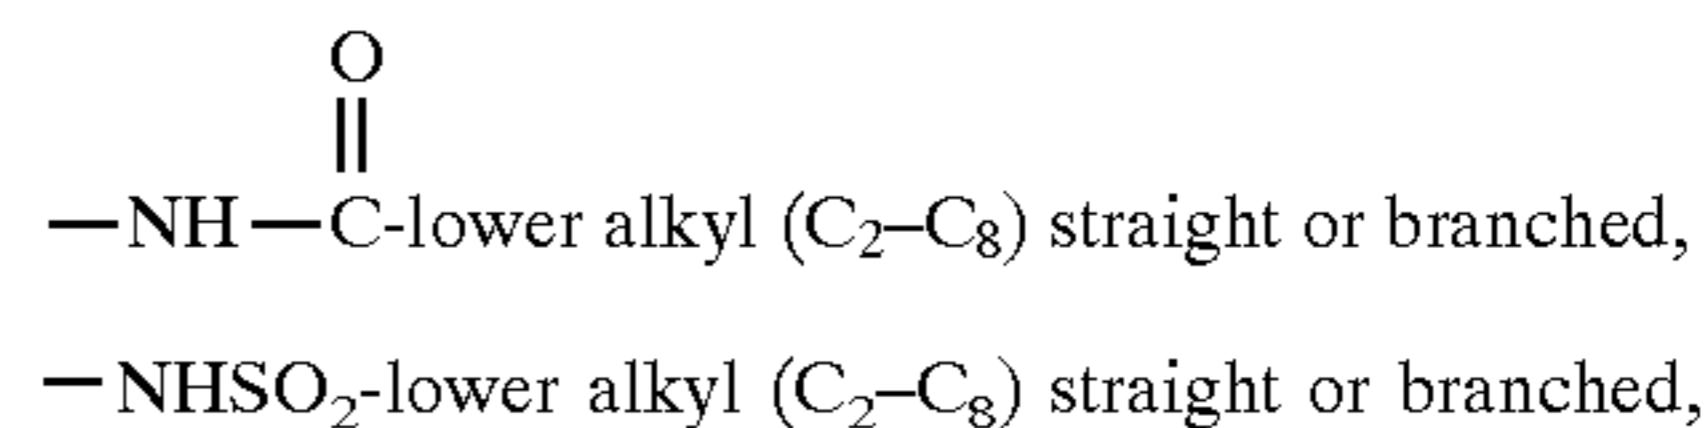 O
—NH—C-lower alkyl (C₂–C₈) straight or branched,
—NHSO₂-lower alkyl (C₂–C₈) straight or branched,